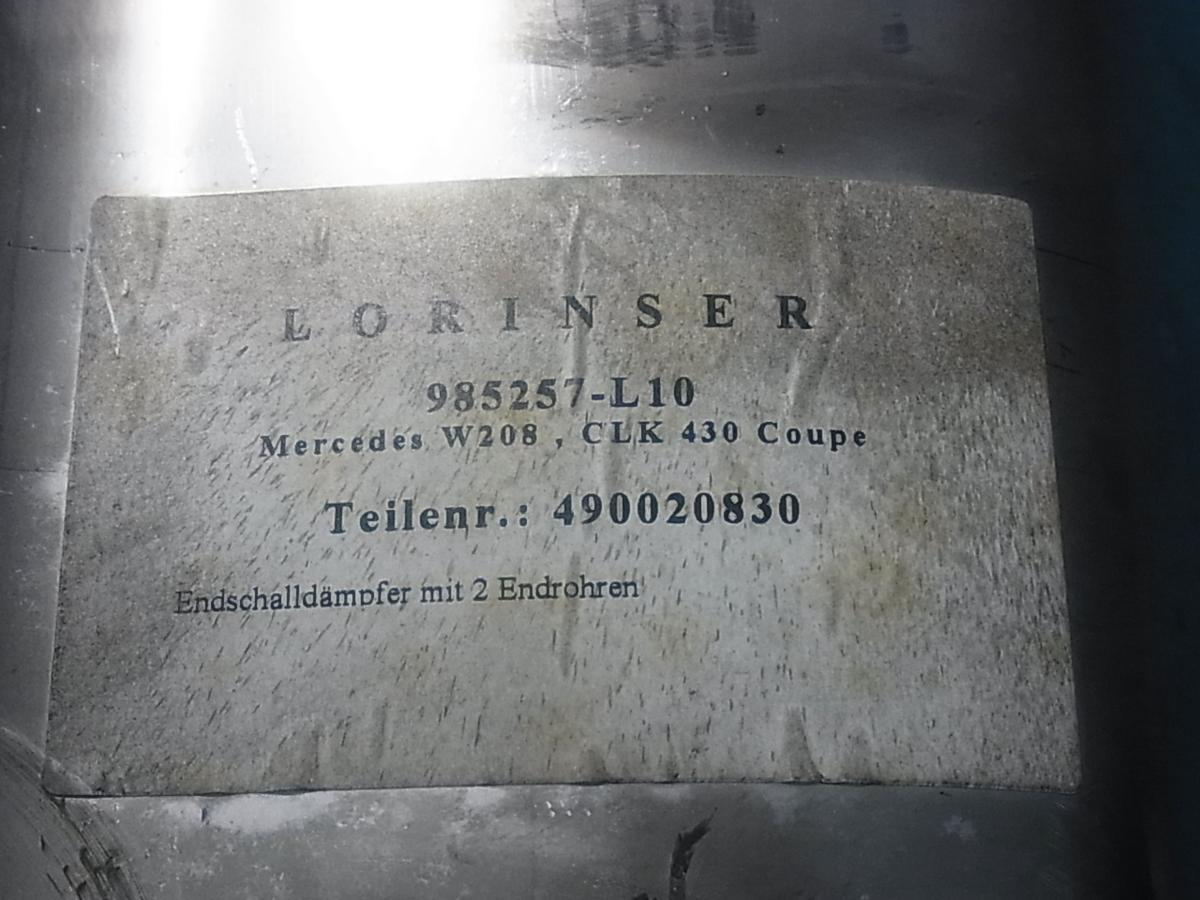 LORINSER
985257-L10
Mercedes W208 , CLK 430 Coupe
Teilenr.: 490020830
Endschalldämpfer mit 2 Endrohren